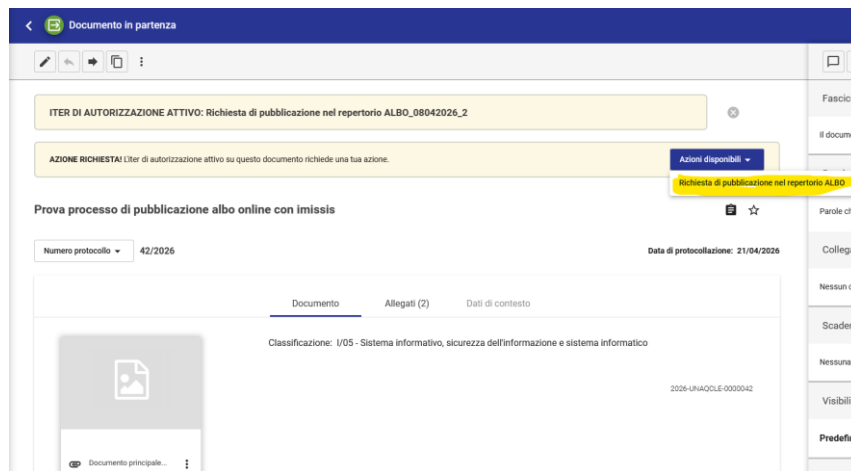 Documento in partenza
ITER DI AUTORIZZAZIONE ATTIVO: Richiesta di pubblicazione nel repertorio ALBO_08042026_2
AZIONE RICHIESTA! L'iter di autorizzazione attivo su questo documento richiede una tua azione.
Azioni disponibili
Richiesta di pubblicazione nel repertorio ALBO
Prova processo di pubblicazione albo online con imissis
Numero protocollo 42/2026
Data di protocollazione: 21/04/2026
Documento Allegati (2) Dati di contesto
Classificazione: I/05 - Sistema informativo, sicurezza dell'informazione e sistema informatico
2026-UNAQCLE-0000042
Documento principale...
Fascic
Il docum
Parole ch
Colleg
Nessun
Scade
Nessuna
Visibili
Predefi